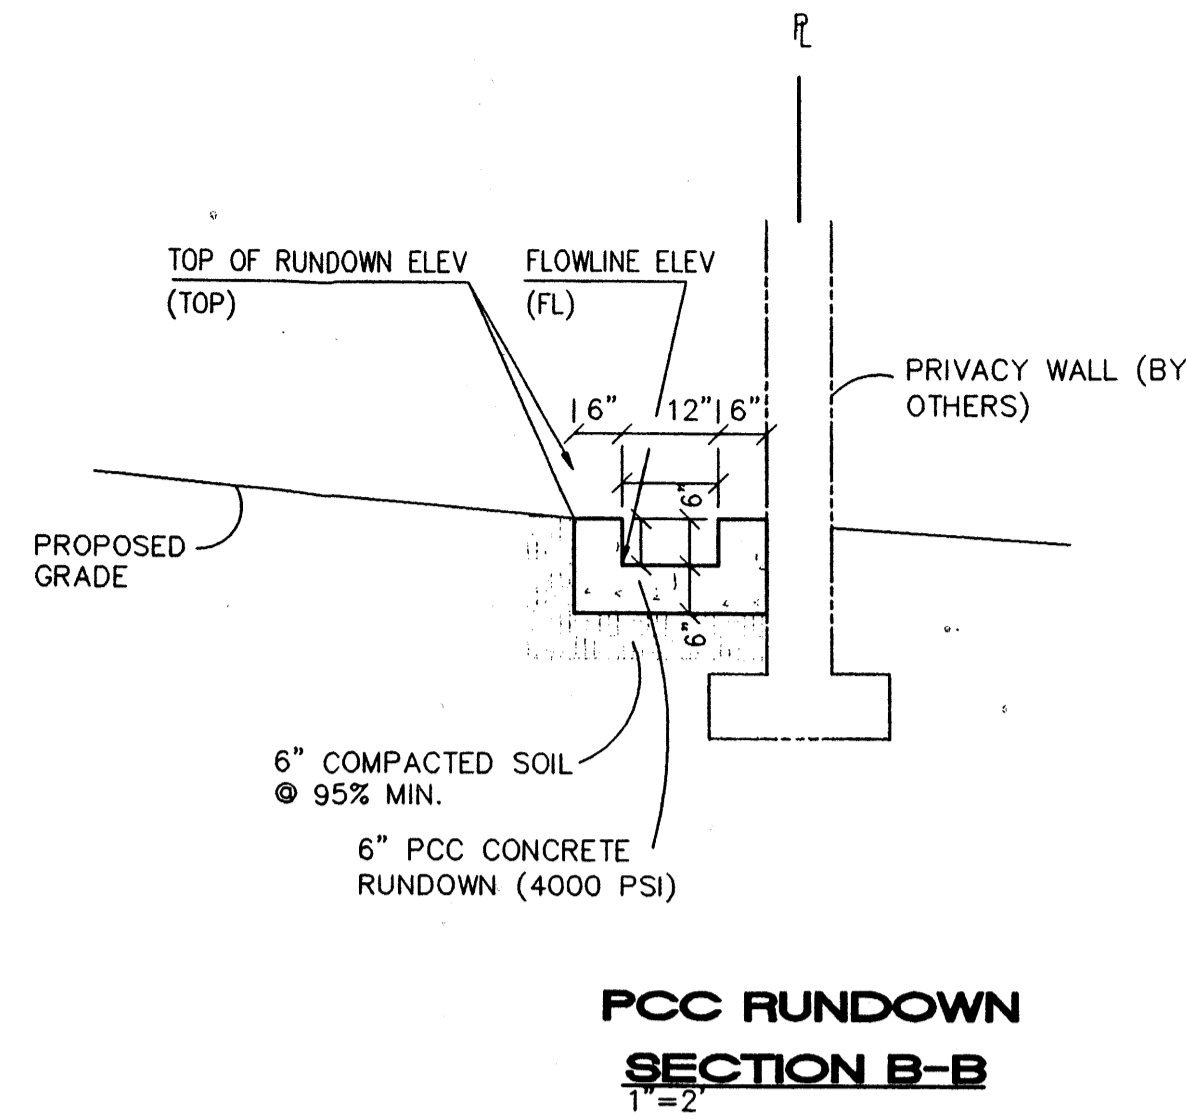 PL
TOP OF RUNDOWN ELEV
(TOP)
FLOWLINE ELEV
(FL)
PRIVACY WALL (BY
OTHERS)
6" 12" 6"
6"
PROPOSED
GRADE
6"
6" COMPACTED SOIL
@ 95% MIN.
6" PCC CONCRETE
RUNDOWN (4000 PSI)
PCC RUNDOWN
SECTION B-B
1"=2'